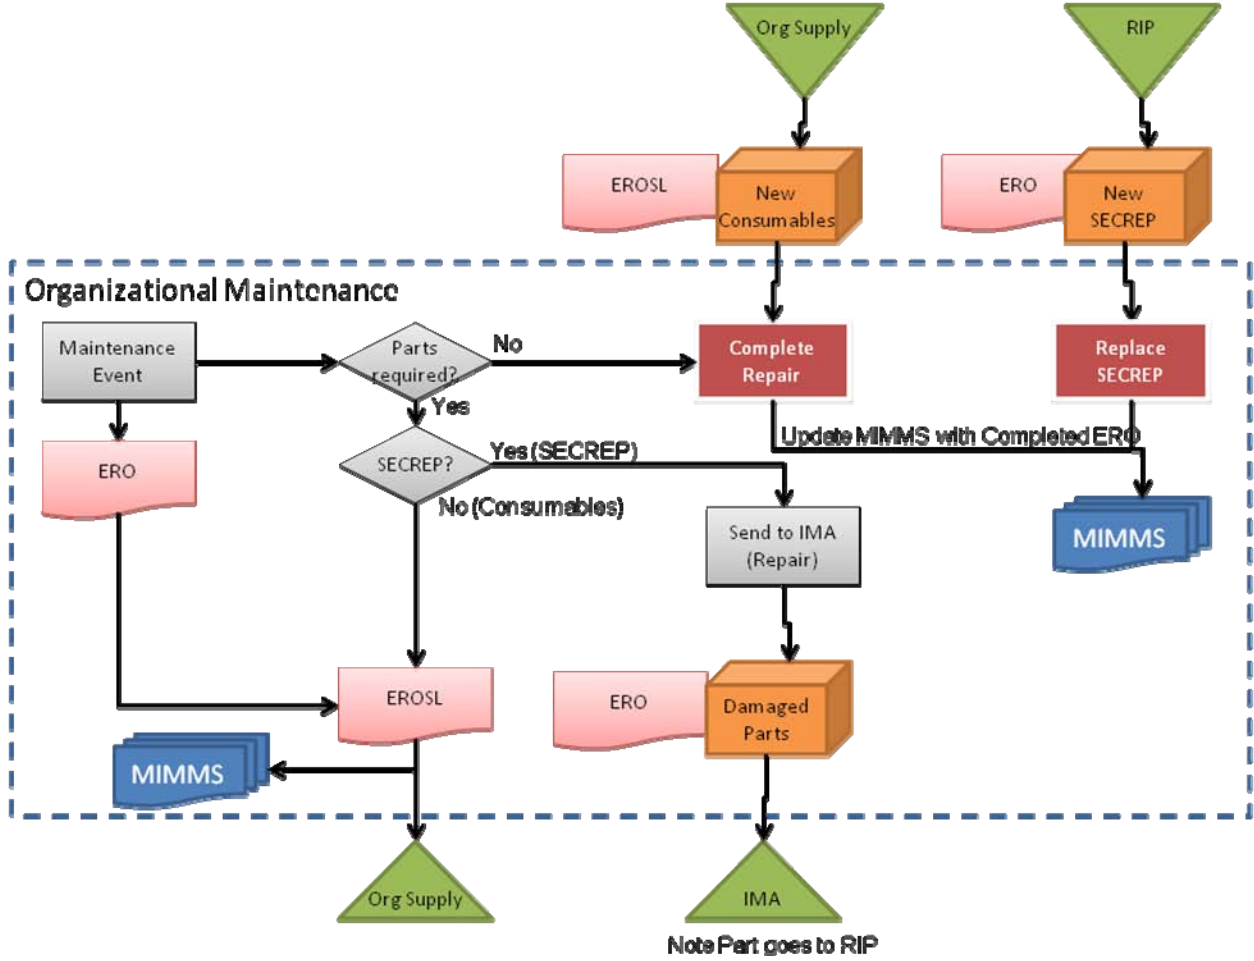 Org Supply
RIP
EROSL
New
Consumables
ERO
New
SECREP
Organizational Maintenance
Maintenance
Event
Parts
required?
No
Complete
Repair
Replace
SECREP
Yes
Update MIMMS with Completed ERO
ERO
SECREP?
Yes (SECREP)
No (Consumables)
Send to IMA
(Repair)
MIMMS
EROSL
ERO
Damaged
Parts
MIMMS
Org Supply
IMA
Note Part goes to RIP